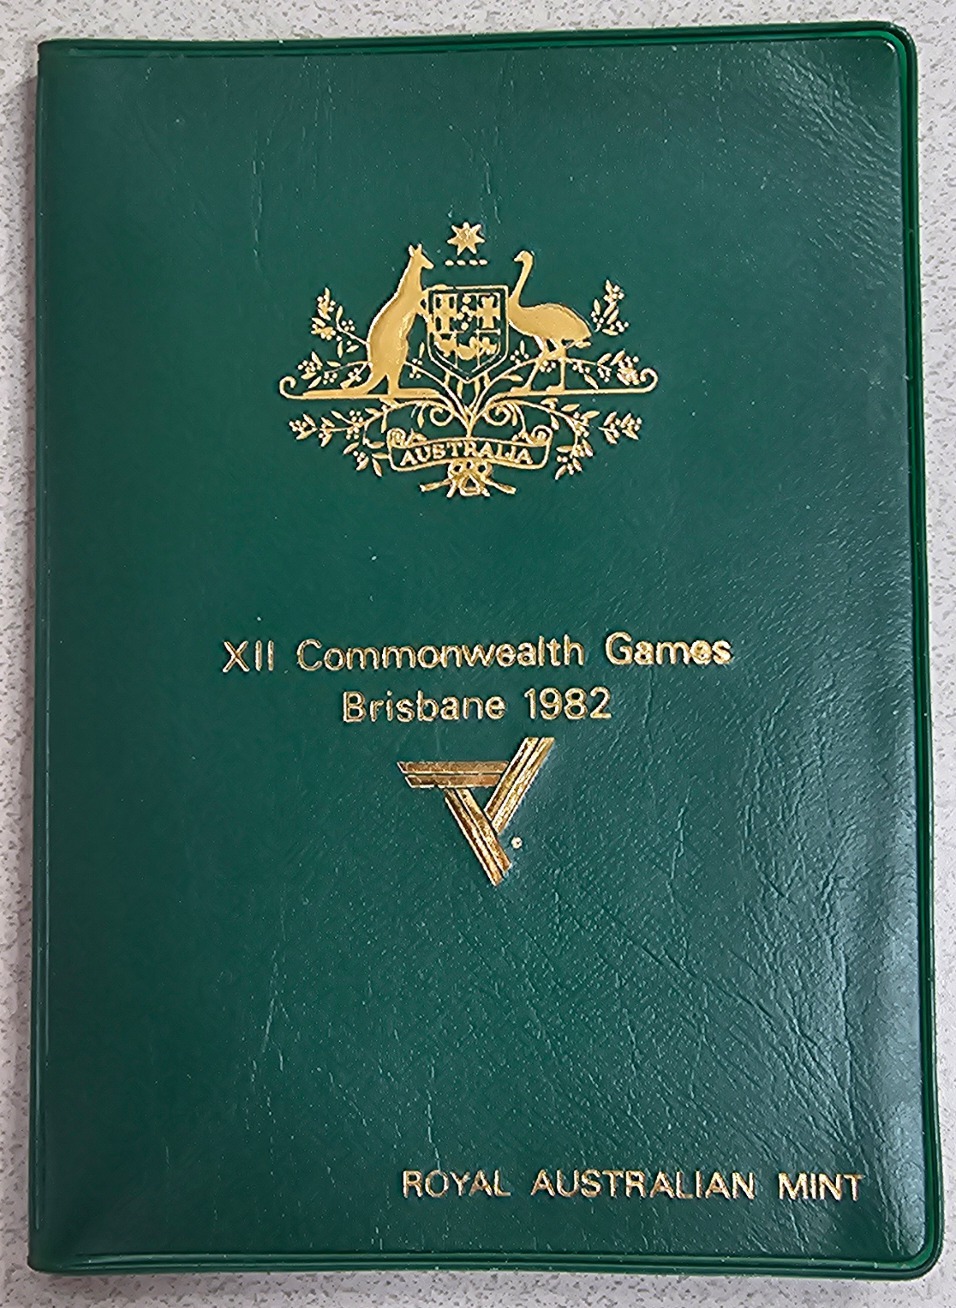 AUSTRALIA
XII Commonwealth Games
Brisbane 1982
ROYAL AUSTRALIAN MINT